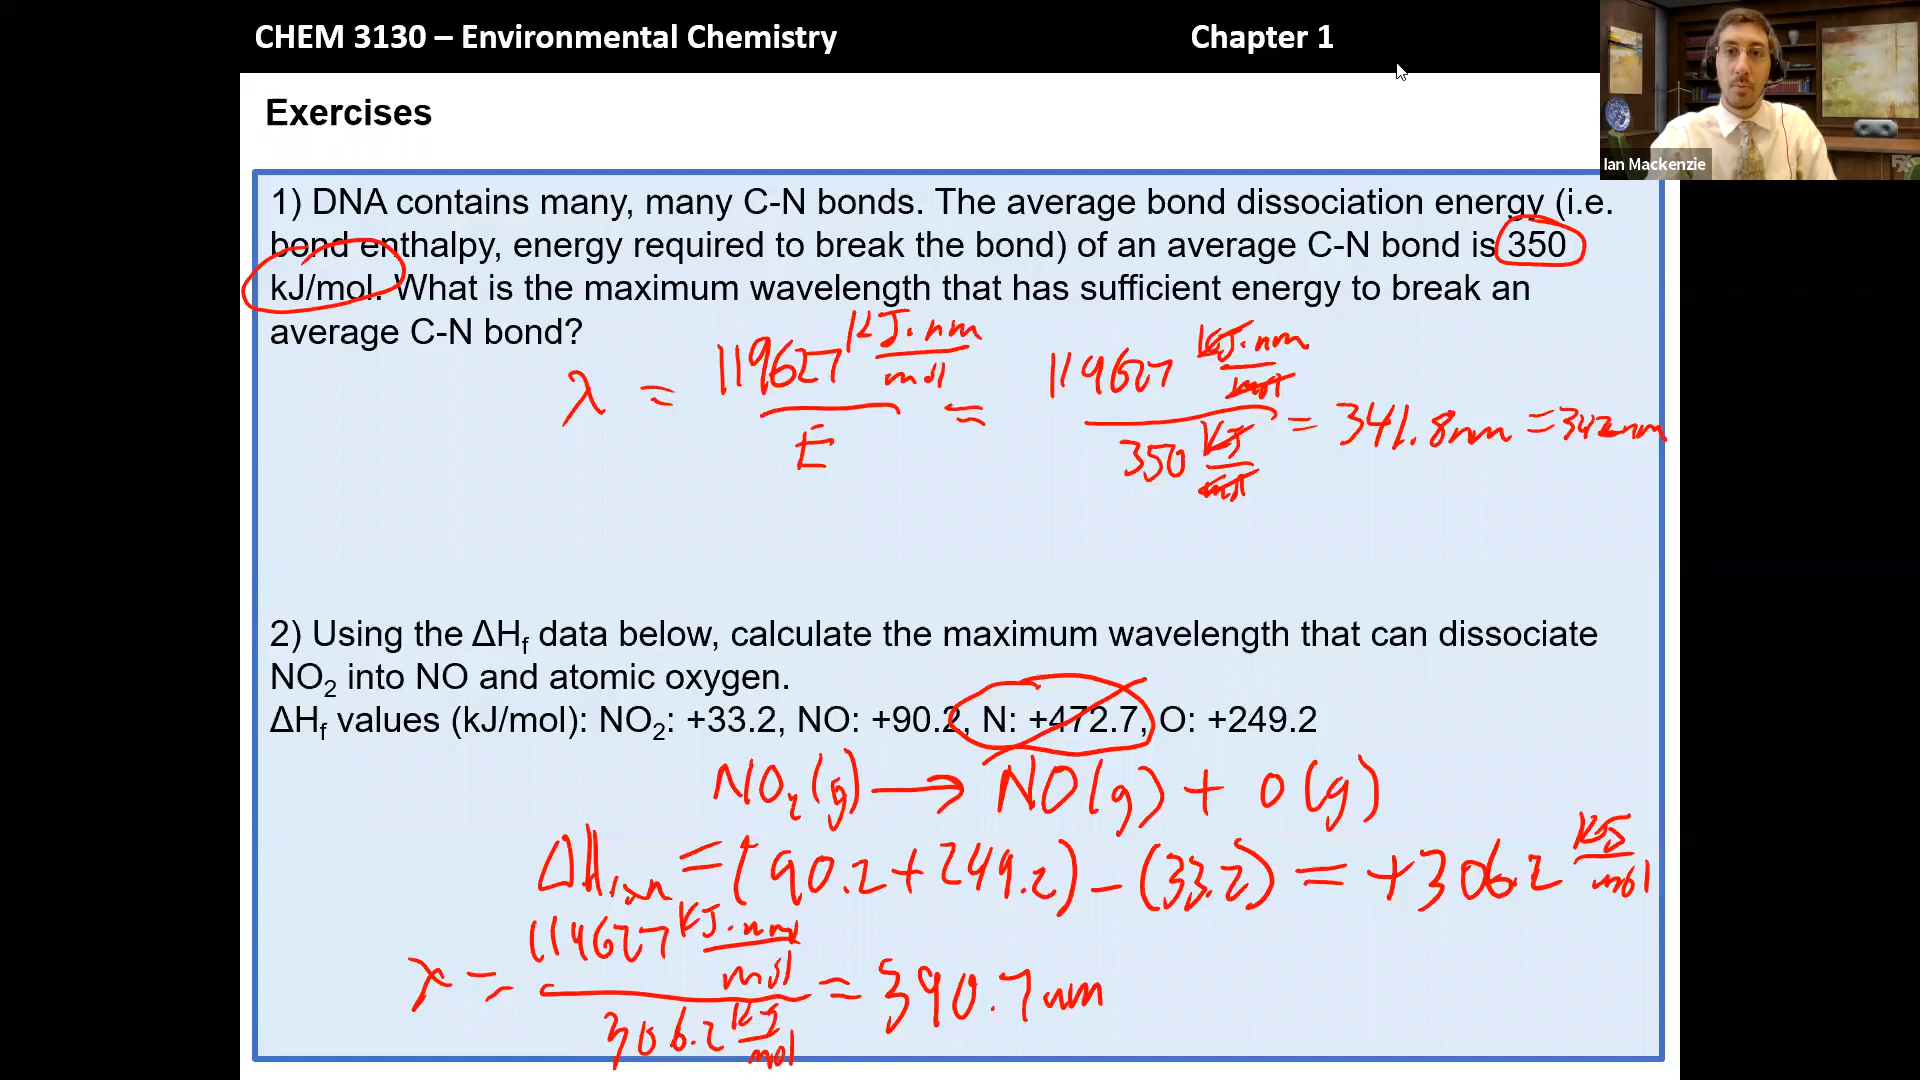 CHEM 3130 – Environmental Chemistry Chapter 1
Ian Mackenzie
Exercises
1) DNA contains many, many C-N bonds. The average bond dissociation energy (i.e.
bond enthalpy, energy required to break the bond) of an average C-N bond is 350
kJ/mol. What is the maximum wavelength that has sufficient energy to break an
average C-N bond?
λ = 119627 kJ·nm/mol / E = 119627 kJ·nm/mol / 350 kJ/mol = 341.8nm = 342nm
2) Using the ΔHf data below, calculate the maximum wavelength that can dissociate
NO2 into NO and atomic oxygen.
ΔHf values (kJ/mol): NO2: +33.2, NO: +90.2, N: +472.7, O: +249.2
NO2(g) → NO(g) + O(g)
ΔHrxn = (90.2+249.2) – (33.2) = +306.2 kJ/mol
λ = 119627 kJ·nm/mol / 306.2 kJ/mol = 390.7nm